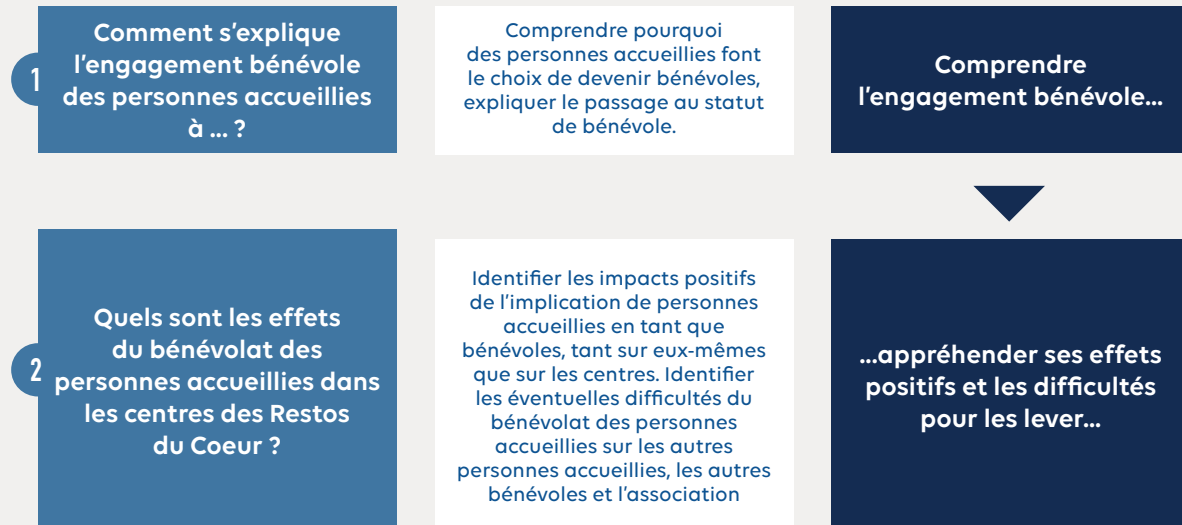 1
Comment s'explique
l'engagement bénévole
des personnes accueillies
à ... ?
Comprendre pourquoi
des personnes accueillies font
le choix de devenir bénévoles,
expliquer le passage au statut
de bénévole.
Comprendre
l'engagement bénévole...
2
Quels sont les effets
du bénévolat des
personnes accueillies dans
les centres des Restos
du Coeur ?
Identifier les impacts positifs
de l'implication de personnes
accueillies en tant que
bénévoles, tant sur eux-mêmes
que sur les centres. Identifier
les éventuelles difficultés du
bénévolat des personnes
accueillies sur les autres
personnes accueillies, les autres
bénévoles et l'association
...appréhender ses effets
positifs et les difficultés
pour les lever...